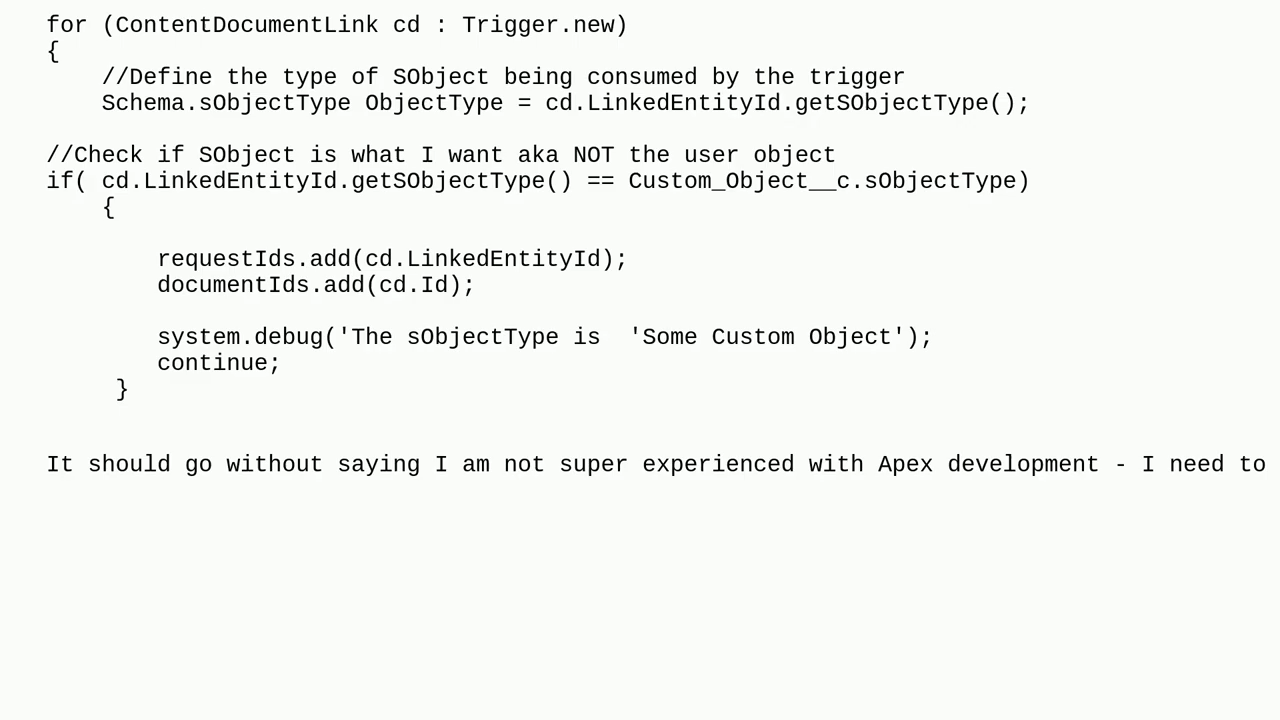 for (ContentDocumentLink cd : Trigger.new)
{
//Define the type of SObject being consumed by the trigger
Schema.sObjectType ObjectType = cd.LinkedEntityId.getSObjectType();
//Check if SObject is what I want aka NOT the user object
if( cd.LinkedEntityId.getSObjectType() == Custom_Object__c.sObjectType)
{
requestIds.add(cd.LinkedEntityId);
documentIds.add(cd.Id);
system.debug('The sObjectType is  'Some Custom Object');
continue;
}
It should go without saying I am not super experienced with Apex development - I need to